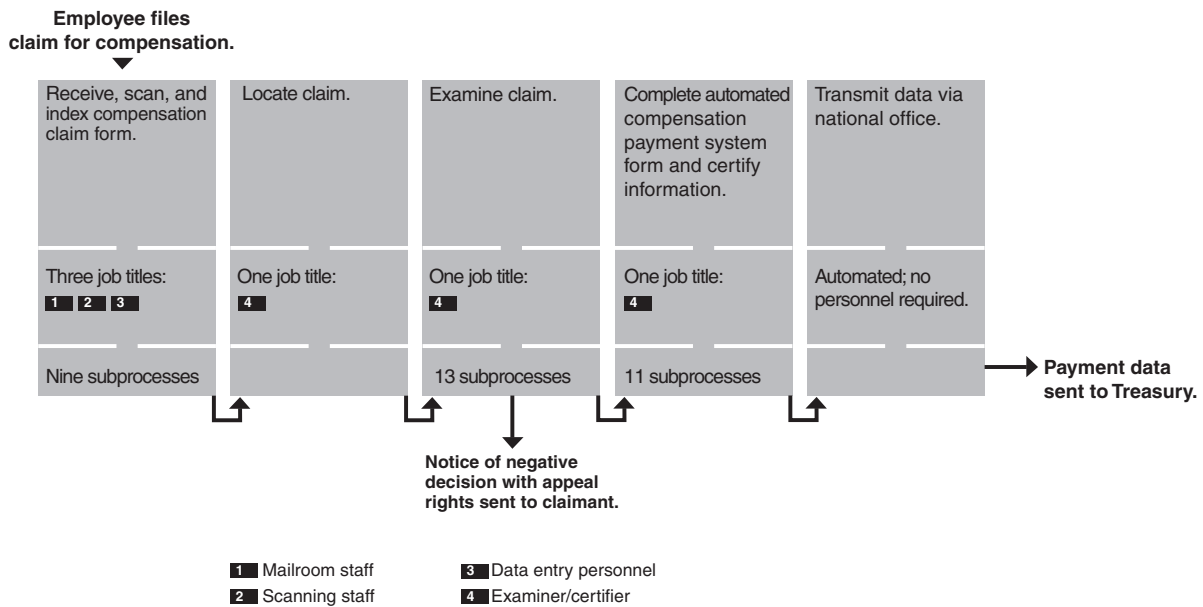 Employee files
claim for compensation.
Receive, scan, and
index compensation
claim form.
Three job titles:
1 2 3
Nine subprocesses
Locate claim.
One job title:
4
Examine claim.
One job title:
4
13 subprocesses
Complete automated
compensation
payment system
form and certify
information.
One job title:
4
11 subprocesses
Transmit data via
national office.
Automated; no
personnel required.
Payment data
sent to Treasury.
Notice of negative
decision with appeal
rights sent to claimant.
1 Mailroom staff
2 Scanning staff
3 Data entry personnel
4 Examiner/certifier